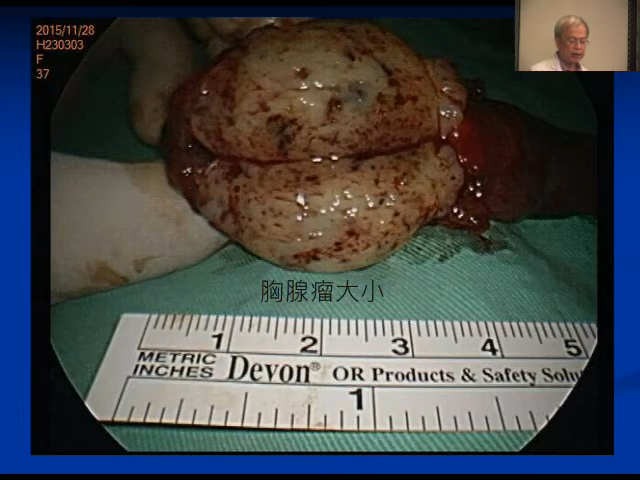 2015/11/28
H230303
F
37
胸腺瘤大小
1 2 3 4 5
METRIC
INCHES
Devon® OR Products & Safety Solu
1